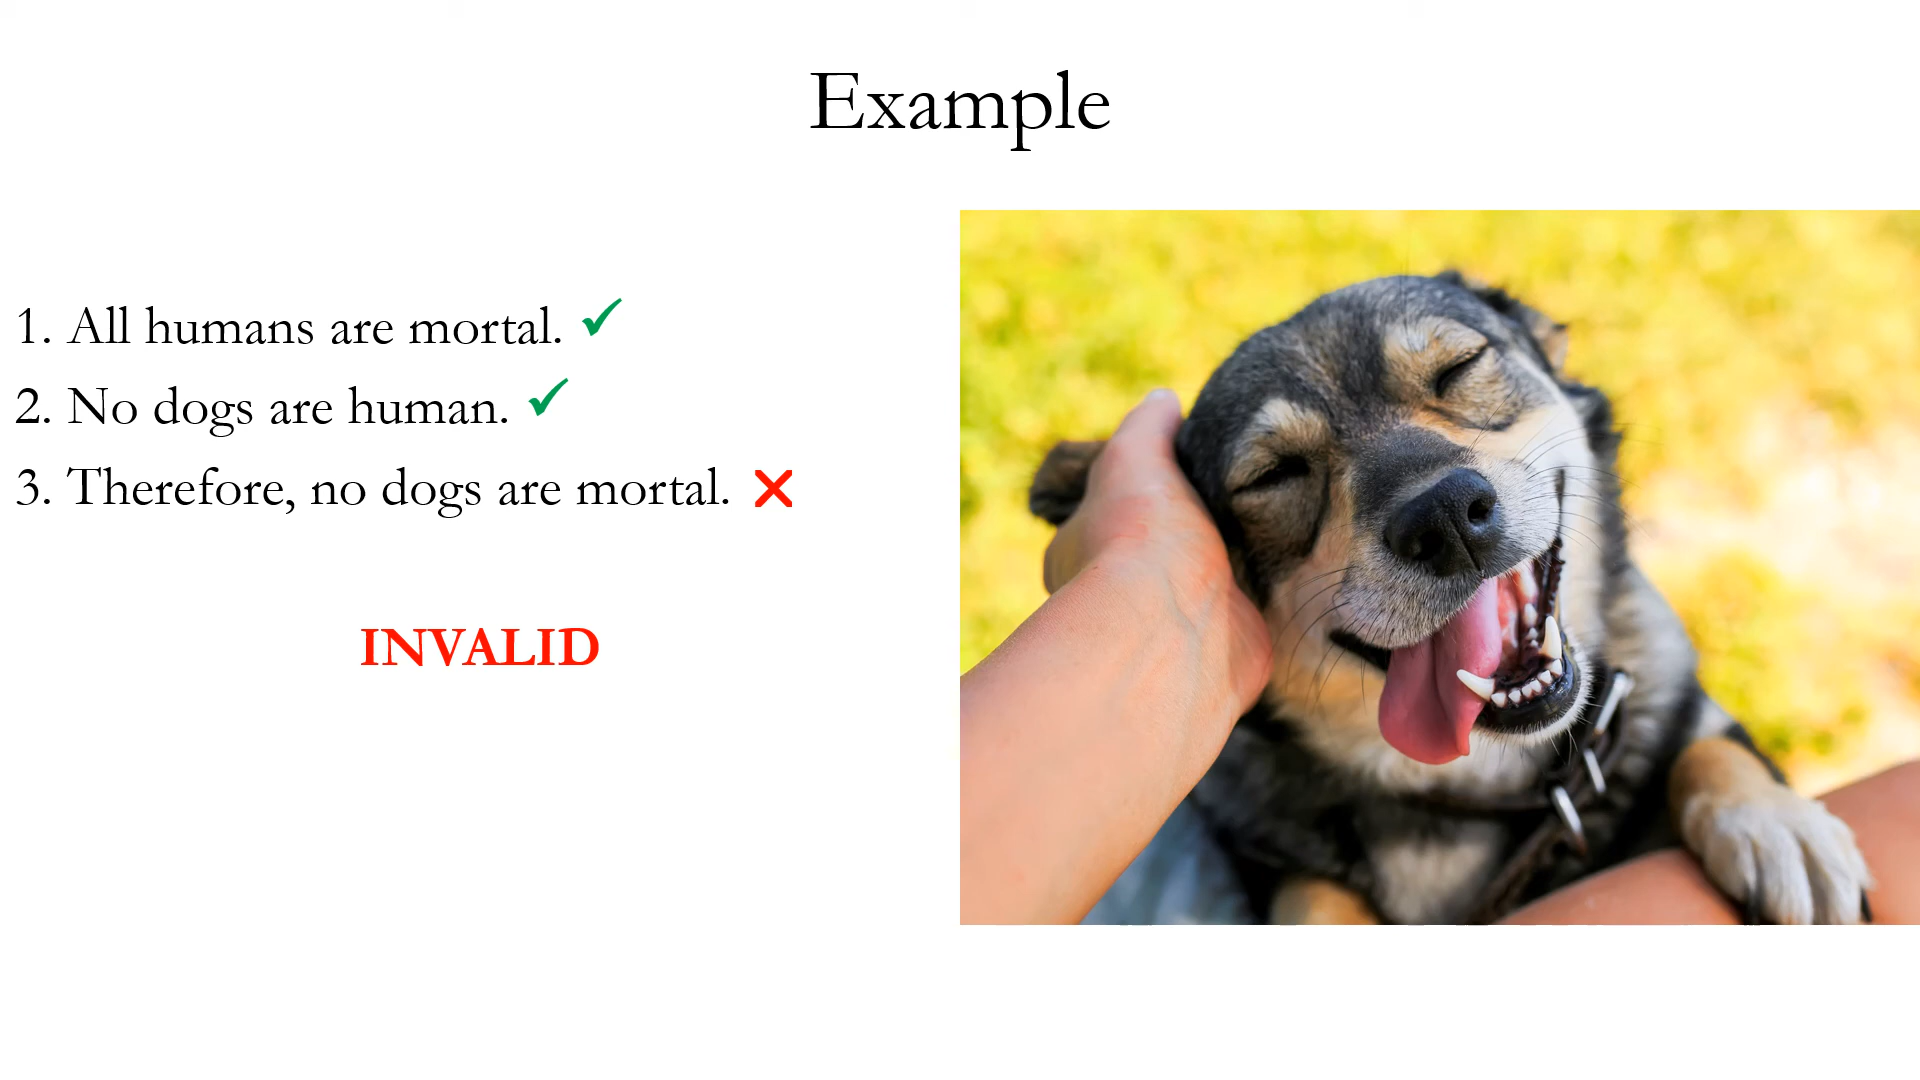 Example
1. All humans are mortal. ✓
2. No dogs are human. ✓
3. Therefore, no dogs are mortal. ✗
INVALID